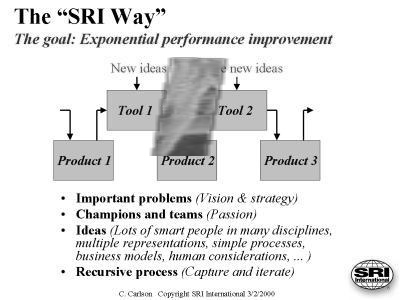 The “SRI Way”
The goal: Exponential performance improvement
New ideas new ideas
Tool 1 Tool 2
Product 1 Product 2 Product 3
• Important problems (Vision & strategy)
• Champions and teams (Passion)
• Ideas (Lots of smart people in many disciplines,
multiple representations, simple processes,
business models, human considerations, ... )
• Recursive process (Capture and iterate)
SRI
International
C. Carlson Copyright SRI International 3/2/2000